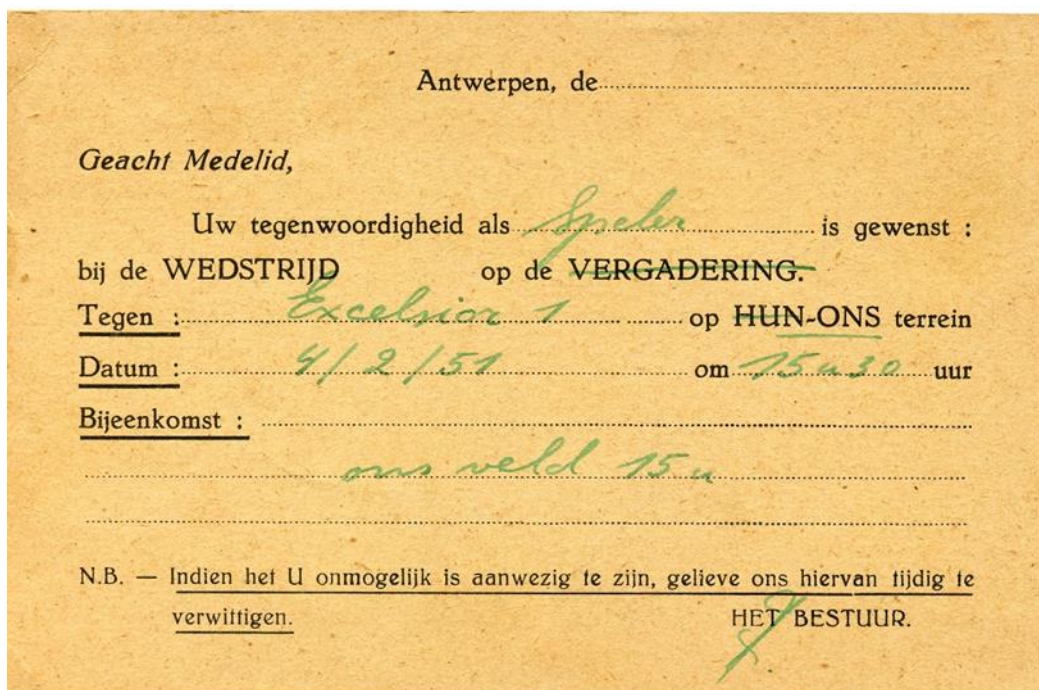 Antwerpen, de
Geacht Medelid,
Uw tegenwoordigheid als Speler is gewenst :
bij de WEDSTRIJD op de VERGADERING.
Tegen : Excelsior 1 op HUN-ONS terrein
Datum : 4/2/51 om 15u30 uur
Bijeenkomst :
ons veld 15u
N.B. — Indien het U onmogelijk is aanwezig te zijn, gelieve ons hiervan tijdig te
verwittigen. HET BESTUUR.